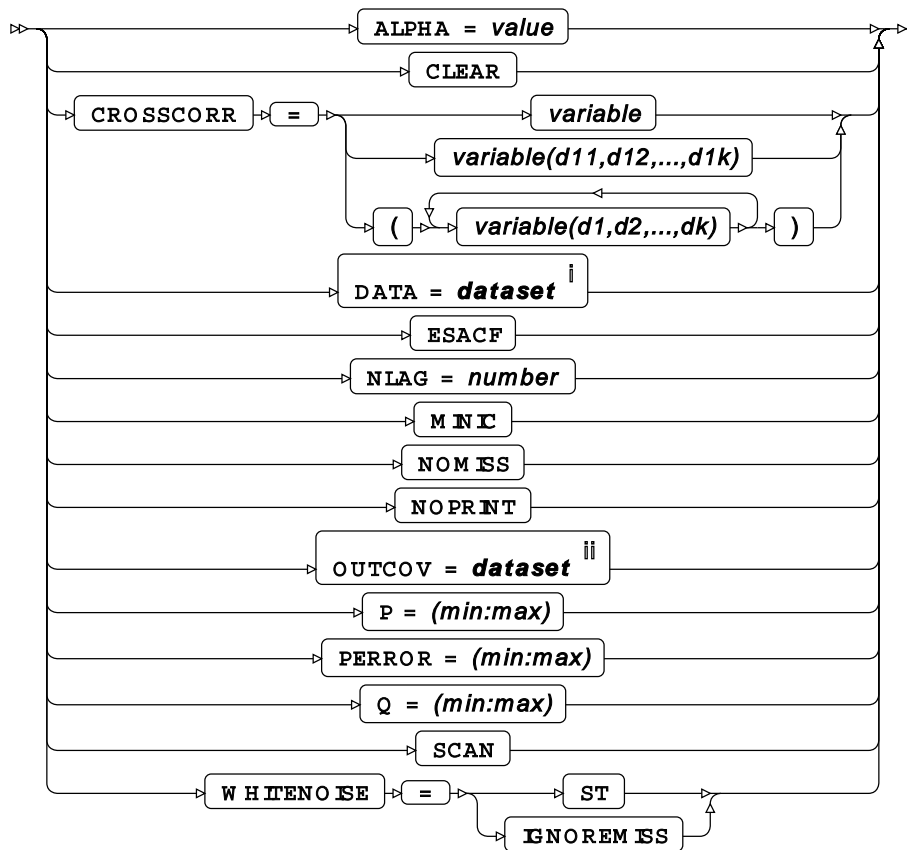 ALPHA = value
CLEAR
CROSSCORR = variable
variable(d11,d12,...,d1k)
( variable(d1,d2,...,dk) )
DATA = dataset i
ESACF
NLAG = number
MINIC
NOMISS
NOPRINT
OUTCOV = dataset ii
P = (min:max)
PERROR = (min:max)
Q = (min:max)
SCAN
WHITENOISE = ST
IGNOREMISS